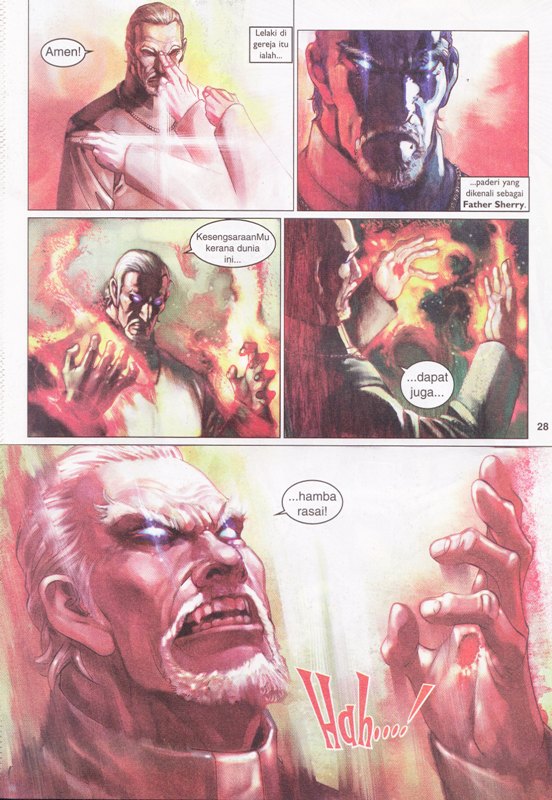 Amen!
Lelaki di
gereja itu
ialah...
...paderi yang
dikenali sebagai
Father Sherry.
KesengsaraanMu
kerana dunia
ini...
...dapat
juga...
28
...hamba
rasai!
Hah....!